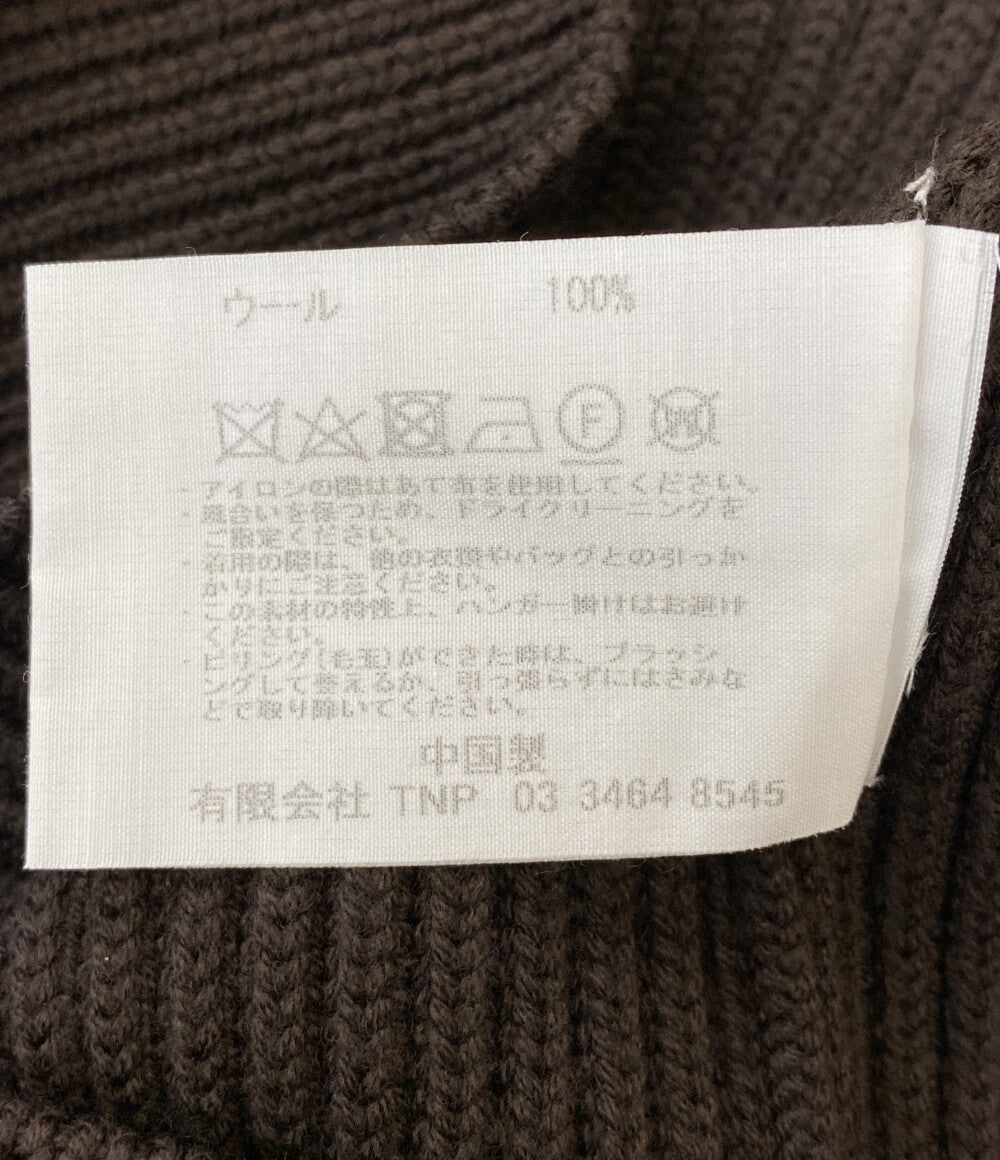 ウール 100%
F W
・アイロンの際はあて布を使用してください。
・風合いを保つため、ドライクリーニングを
ご限定ください。
・着用の際は、他の衣類やバッグとの引っか
かりにご注意ください。
・この素材の特性上、ハンガー掛けはお避け
ください。
・ピリング(毛玉)ができた時は、ブラッシ
ングして整えるか、引っ張らずにはさみな
どで取り除いてください。
中国製
有限会社 TNP 03 3464 8545